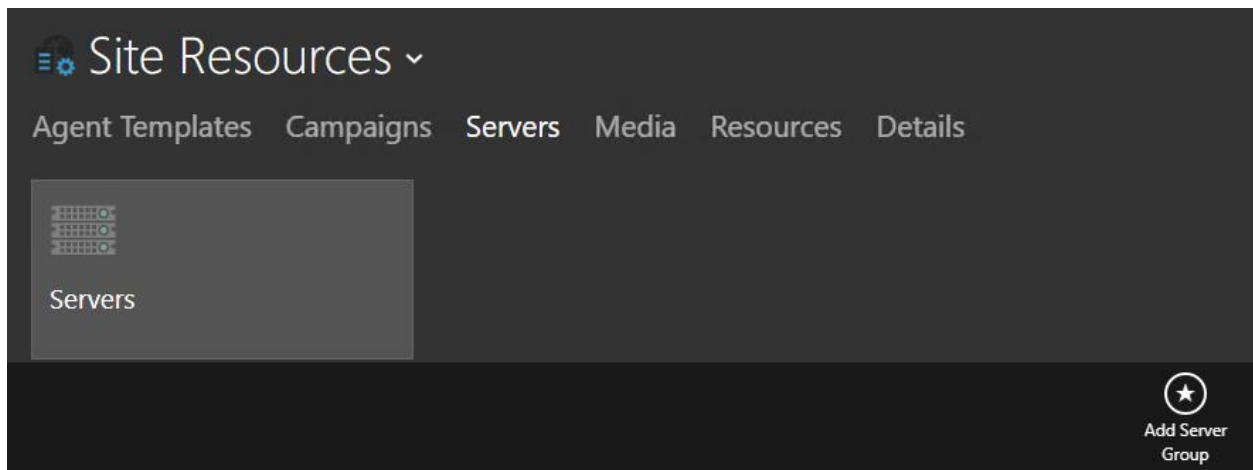 Site Resources
Agent Templates Campaigns Servers Media Resources Details
Servers
Add Server
Group